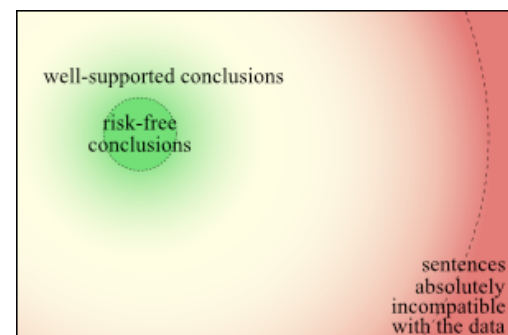 well-supported conclusions
risk-free
conclusions
sentences
absolutely
incompatible
with the data